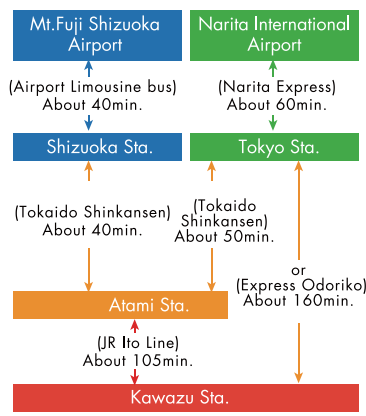 Mt.Fuji Shizuoka
Airport
Narita International
Airport
(Airport Limousine bus)
About 40min.
(Narita Express)
About 60min.
Shizuoka Sta.
Tokyo Sta.
(Tokaido Shinkansen)
About 40min.
(Tokaido
Shinkansen)
About 50min.
or
(Express Odoriko)
About 160min.
Atami Sta.
(JR Ito Line)
About 105min.
Kawazu Sta.